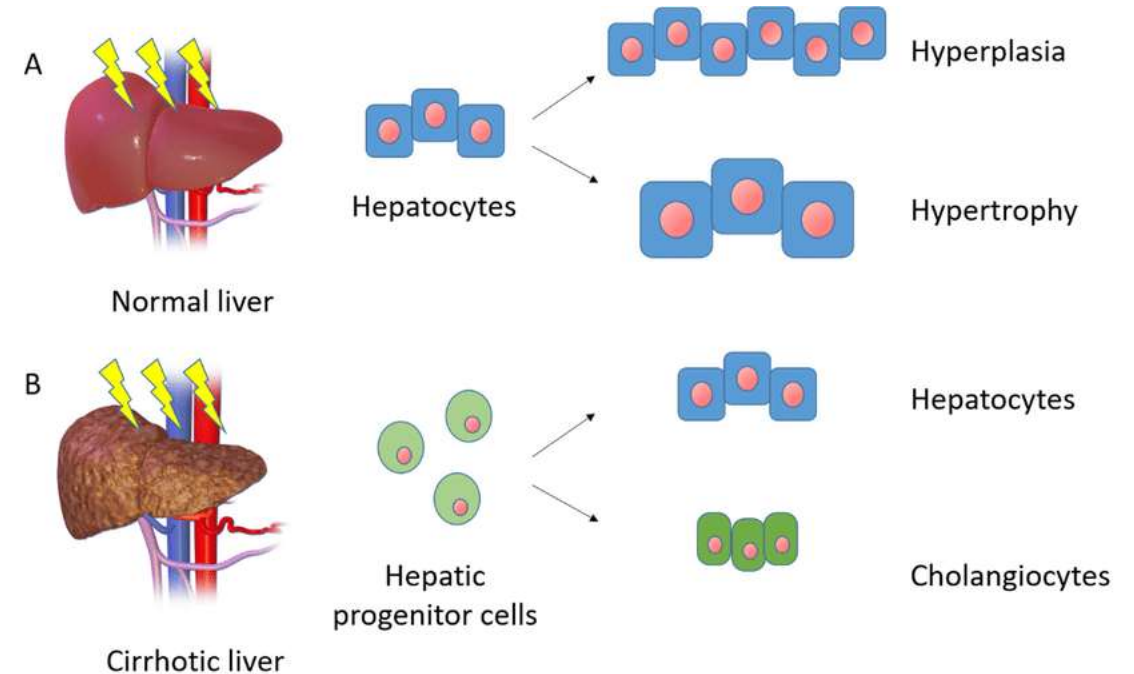 A
Hyperplasia
Hepatocytes
Hypertrophy
Normal liver
B
Hepatocytes
Hepatic
progenitor cells
Cholangiocytes
Cirrhotic liver